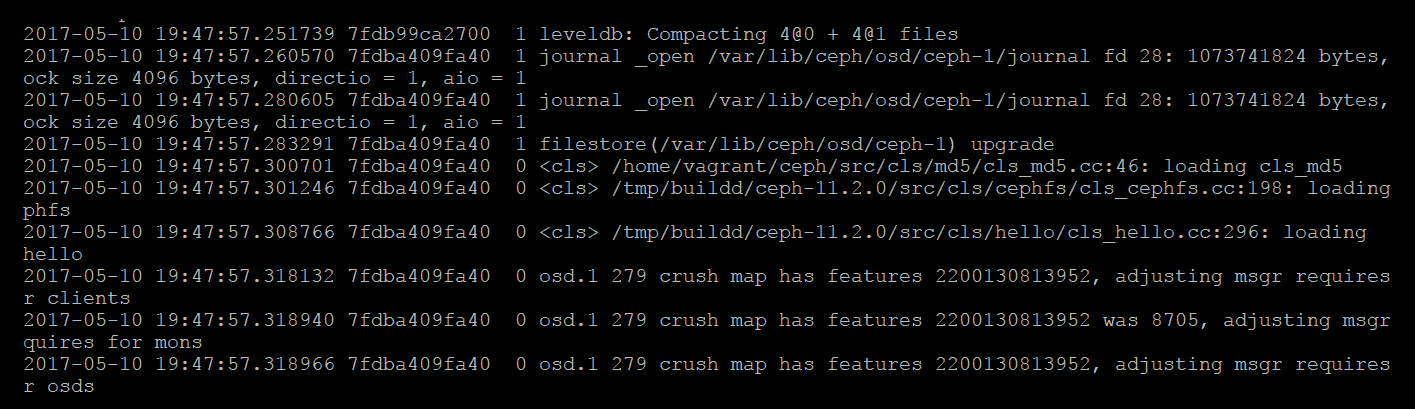 2017-05-10 19:47:57.251739 7fdb99ca2700  1 leveldb: Compacting 4@0 + 4@1 files
2017-05-10 19:47:57.260570 7fdba409fa40  1 journal _open /var/lib/ceph/osd/ceph-1/journal fd 28: 1073741824 bytes,
ock size 4096 bytes, directio = 1, aio = 1
2017-05-10 19:47:57.280605 7fdba409fa40  1 journal _open /var/lib/ceph/osd/ceph-1/journal fd 28: 1073741824 bytes,
ock size 4096 bytes, directio = 1, aio = 1
2017-05-10 19:47:57.283291 7fdba409fa40  1 filestore(/var/lib/ceph/osd/ceph-1) upgrade
2017-05-10 19:47:57.300701 7fdba409fa40  0 <cls> /home/vagrant/ceph/src/cls/md5/cls_md5.cc:46: loading cls_md5
2017-05-10 19:47:57.301246 7fdba409fa40  0 <cls> /tmp/buildd/ceph-11.2.0/src/cls/cephfs/cls_cephfs.cc:198: loading
phfs
2017-05-10 19:47:57.308766 7fdba409fa40  0 <cls> /tmp/buildd/ceph-11.2.0/src/cls/hello/cls_hello.cc:296: loading
hello
2017-05-10 19:47:57.318132 7fdba409fa40  0 osd.1 279 crush map has features 2200130813952, adjusting msgr requires
r clients
2017-05-10 19:47:57.318940 7fdba409fa40  0 osd.1 279 crush map has features 2200130813952 was 8705, adjusting msgr
quires for mons
2017-05-10 19:47:57.318966 7fdba409fa40  0 osd.1 279 crush map has features 2200130813952, adjusting msgr requires
r osds